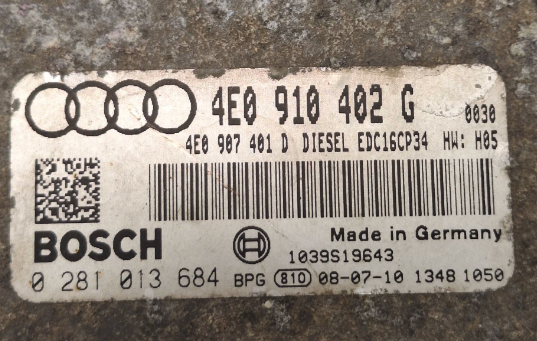 4E0 910 402 G 0030
4E0 907 401 D DIESEL EDC16CP34 HW: H05
BOSCH
Made in Germany
1039S19643
0 281 013 684 BPG 810 08-07-10 1348 1050